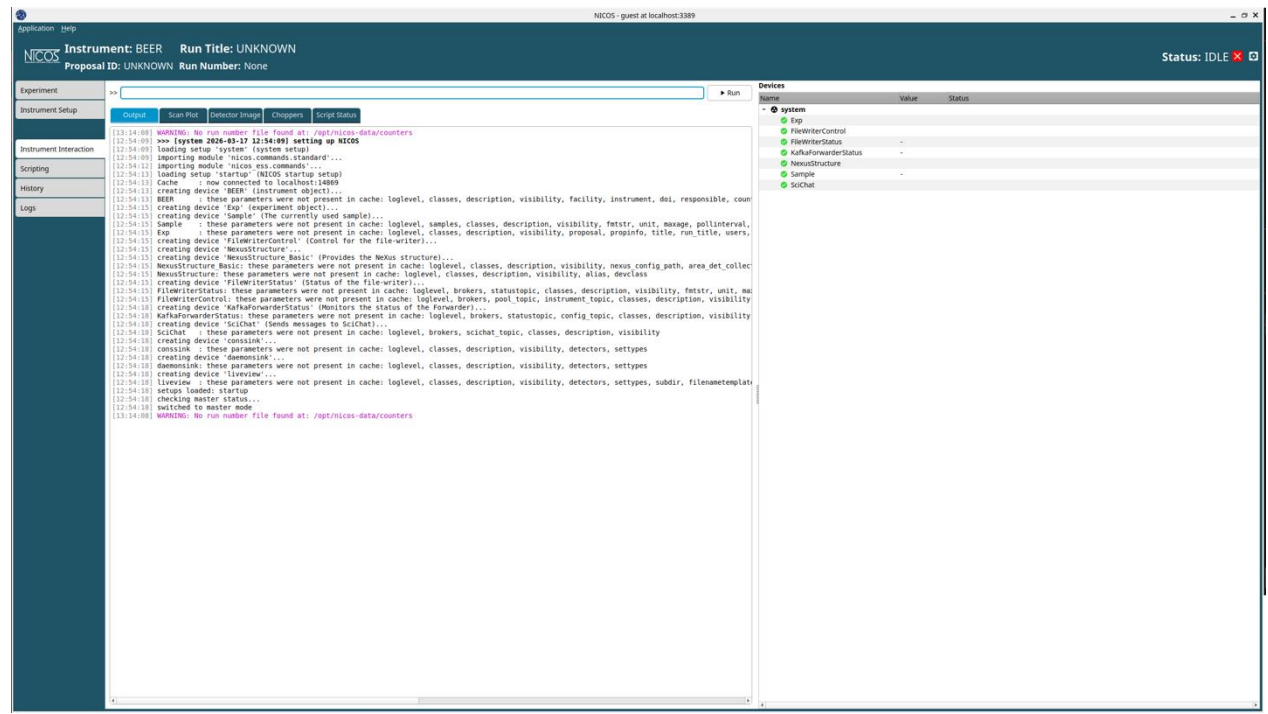 NICOS - guest at localhost:3389
Application Help
NICOS
Instrument: BEER Run Title: UNKNOWN
Proposal ID: UNKNOWN Run Number: None
Status: IDLE
Experiment
Instrument Setup
Instrument Interaction
Scripting
History
Logs
>> Run
Output Scan Plot Detector Image Choppers Script Status
[13:14:08] WARNING: No run number file found at: /opt/nicos-data/counters
[12:54:09] >>> [system 2026-03-17 12:54:09] setting up NICOS
[12:54:09] loading setup 'system' (system setup)
[12:54:09] importing module 'nicos.commands.standard'...
[12:54:12] importing module 'nicos_ess.commands'...
[12:54:13] loading setup 'startup' (NICOS startup setup)
[12:54:13] Cache : now connected to localhost:14869
[12:54:13] creating device 'BEER' (instrument object)...
[12:54:13] BEER : these parameters were not present in cache: loglevel, classes, description, visibility, facility, instrument, doi, responsible, coun
[12:54:15] creating device 'Exp' (experiment object)...
[12:54:15] creating device 'Sample' (The currently used sample)...
[12:54:15] Sample : these parameters were not present in cache: loglevel, samples, classes, description, visibility, fmtstr, unit, maxage, pollinterval,
[12:54:15] Exp : these parameters were not present in cache: loglevel, classes, description, visibility, proposal, propinfo, title, run_title, users,
[12:54:15] creating device 'FileWriterControl' (Control for the file-writer)...
[12:54:15] creating device 'NexusStructure'...
[12:54:15] creating device 'NexusStructure_Basic' (Provides the NeXus structure)...
[12:54:15] NexusStructure_Basic: these parameters were not present in cache: loglevel, classes, description, visibility, nexus_config_path, area_det_collec
[12:54:15] NexusStructure: these parameters were not present in cache: loglevel, classes, description, visibility, alias, devclass
[12:54:15] creating device 'FileWriterStatus' (Status of the file-writer)...
[12:54:15] FileWriterStatus: these parameters were not present in cache: loglevel, brokers, statustopic, classes, description, visibility, fmtstr, unit, ma
[12:54:15] FileWriterControl: these parameters were not present in cache: loglevel, brokers, pool_topic, instrument_topic, classes, description, visibility
[12:54:18] creating device 'KafkaForwarderStatus' (Monitors the status of the Forwarder)...
[12:54:18] KafkaForwarderStatus: these parameters were not present in cache: loglevel, brokers, statustopic, config_topic, classes, description, visibility
[12:54:18] creating device 'SciChat' (Sends messages to SciChat)...
[12:54:18] SciChat : these parameters were not present in cache: loglevel, brokers, scichat_topic, classes, description, visibility
[12:54:18] creating device 'conssink'...
[12:54:18] conssink : these parameters were not present in cache: loglevel, classes, description, visibility, detectors, settypes
[12:54:18] creating device 'daemonsink'...
[12:54:18] daemonsink: these parameters were not present in cache: loglevel, classes, description, visibility, detectors, settypes
[12:54:18] creating device 'liveview'...
[12:54:18] liveview : these parameters were not present in cache: loglevel, classes, description, visibility, detectors, settypes, subdir, filenametemplat
[12:54:18] setups loaded: startup
[12:54:18] checking master status...
[12:54:18] switched to master mode
[13:14:08] WARNING: No run number file found at: /opt/nicos-data/counters
Devices
Name Value Status
system
Exp
FileWriterControl
FileWriterStatus -
KafkaForwarderStatus -
NexusStructure
Sample -
SciChat